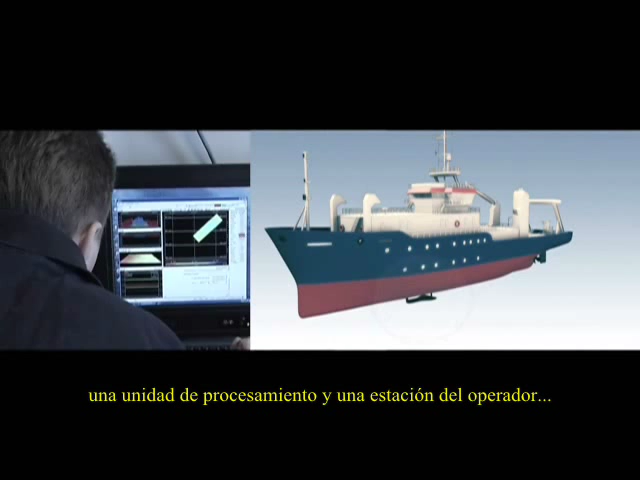 una unidad de procesamiento y una estación del operador...